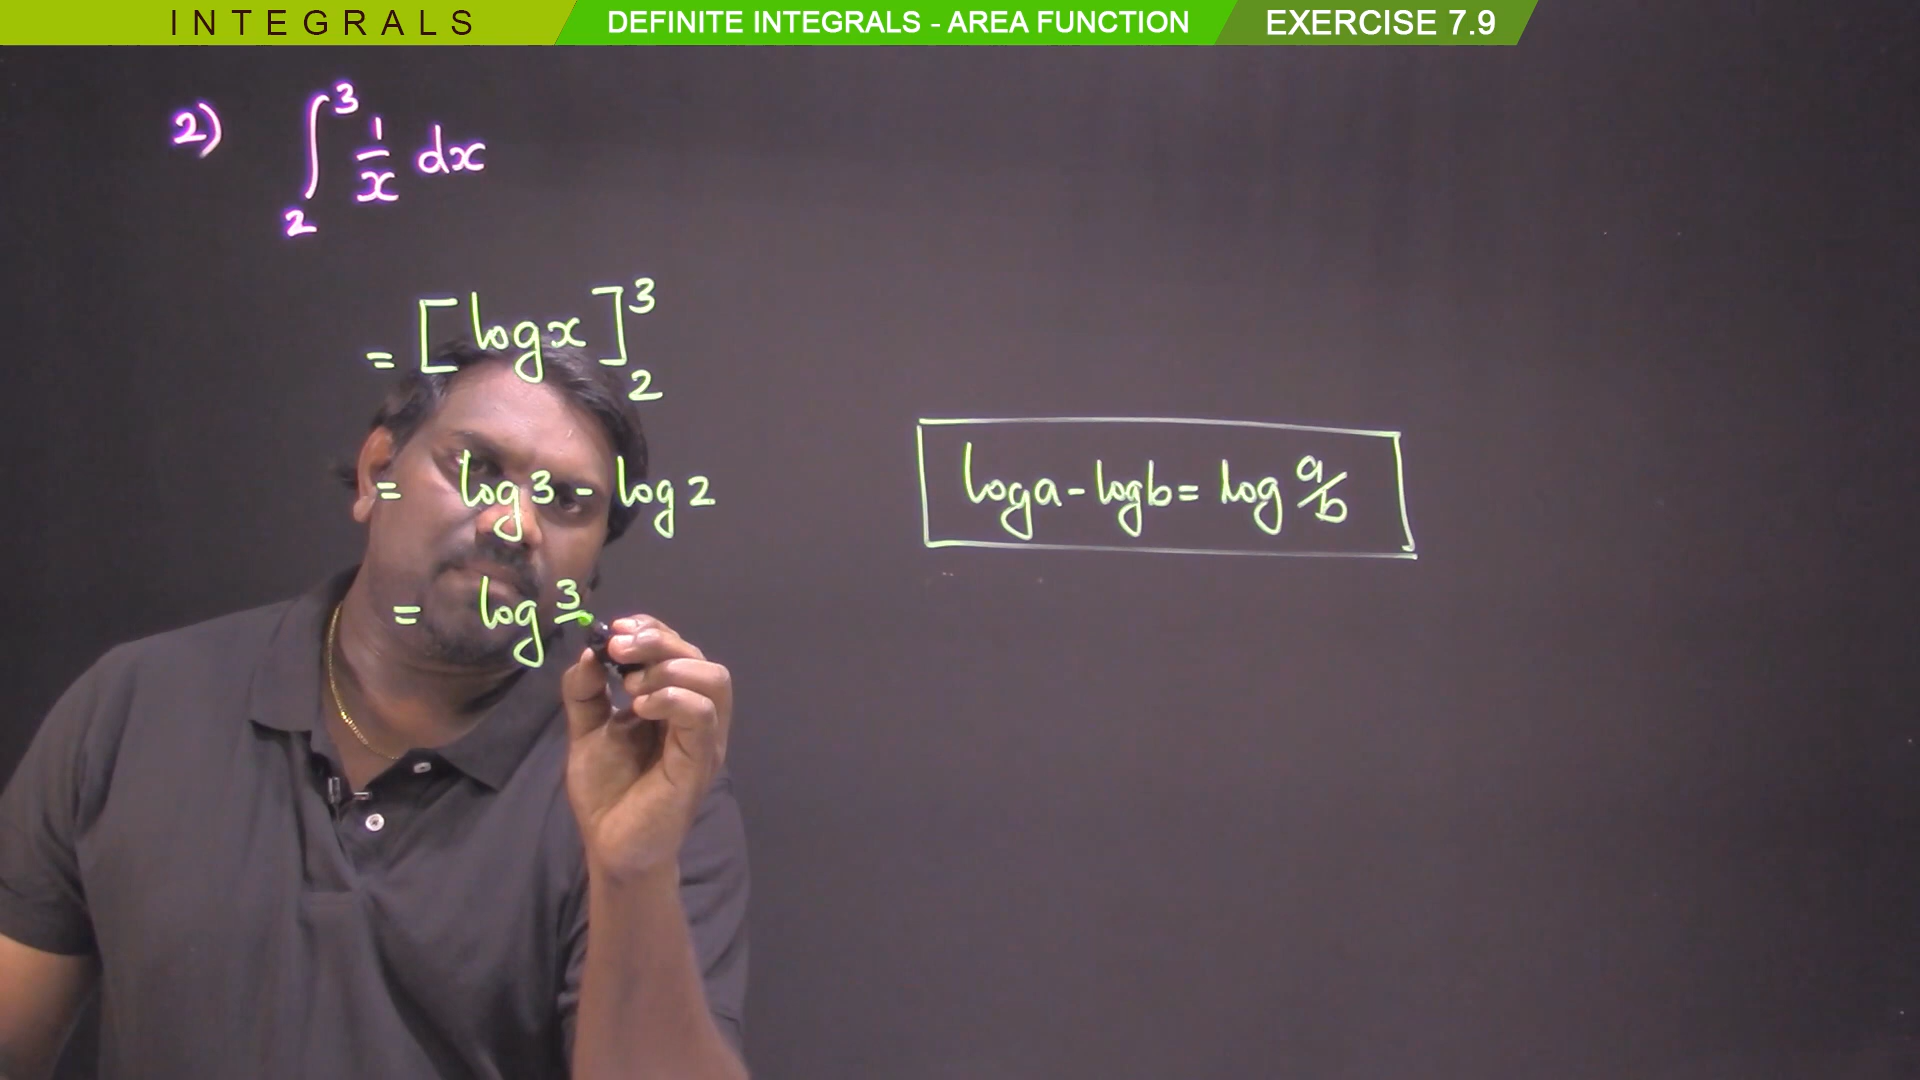 INTEGRALS DEFINITE INTEGRALS - AREA FUNCTION EXERCISE 7.9
2) ∫₂³ 1/x dx
= [log x]₂³
= log 3 - log 2
log a - log b = log a/b
= log 3/